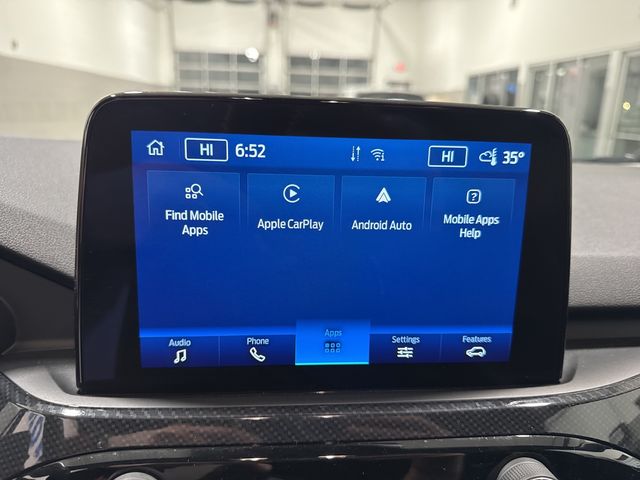 HI 6:52 HI 35°
Find Mobile
Apps
Apple CarPlay
Android Auto
Mobile Apps
Help
Audio
Phone
Apps
Settings
Features